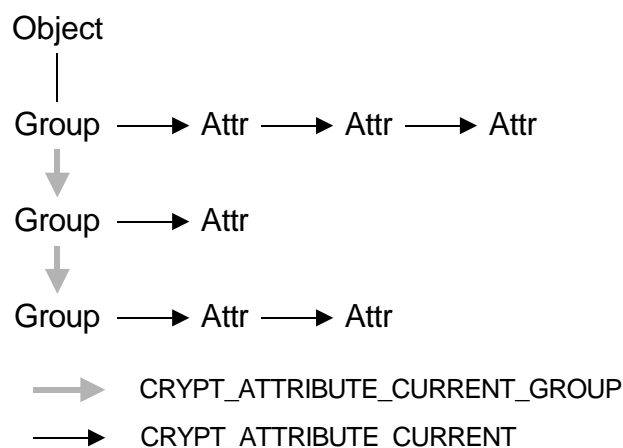 Object
Group Attr Attr Attr
Group Attr
Group Attr Attr
CRYPT_ATTRIBUTE_CURRENT_GROUP
CRYPT_ATTRIBUTE_CURRENT